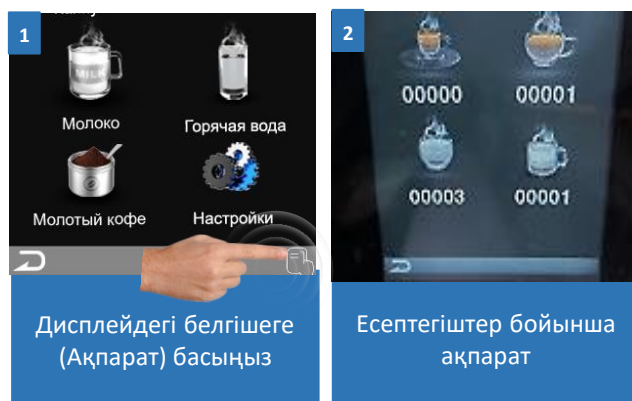 1
MILK
Молоко
Горячая вода
Молотый кофе
Настройки
Дисплейдегі белгішеге
(Ақпарат) басыңыз
2
00000
00001
00003
00001
Есептегіштер бойынша
ақпарат